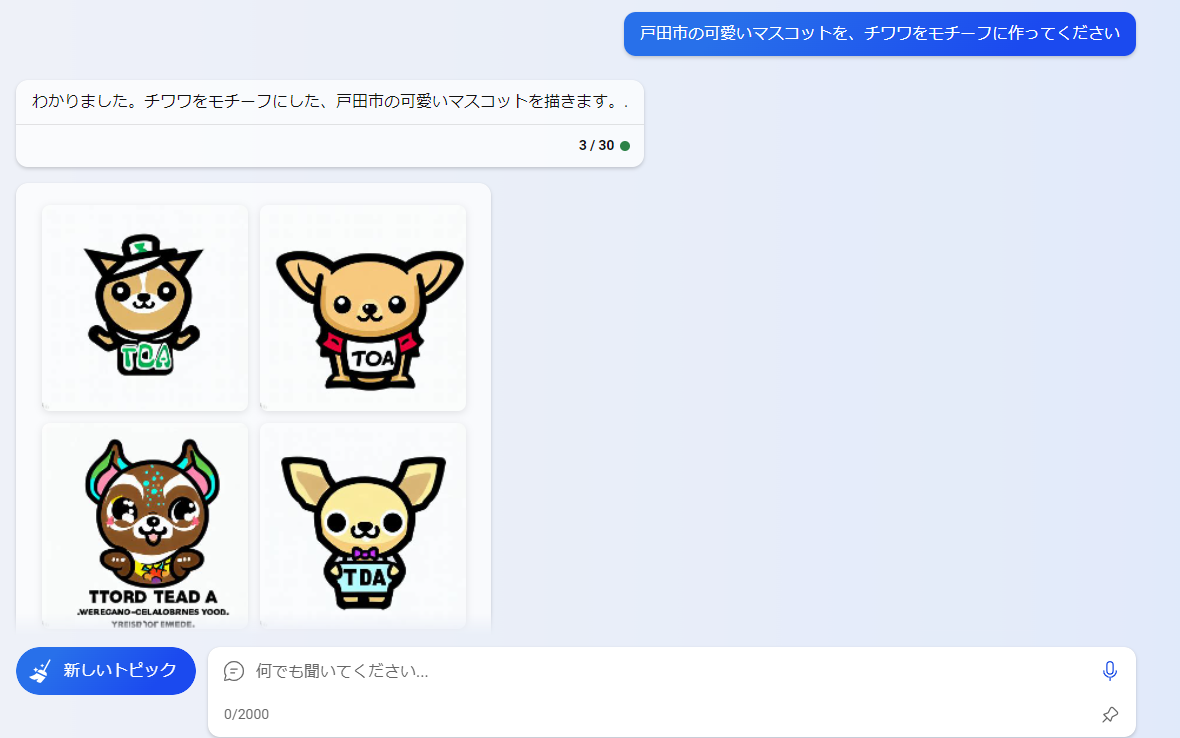 戸田市の可愛いマスコットを、チワワをモチーフに作ってください
わかりました。チワワをモチーフにした、戸田市の可愛いマスコットを描きます。.
3 / 30
TOA
TOA
TTORD TEAD A
.WEREGANO-CELALOBRNES YOOD.
TDA
新しいトピック
何でも聞いてください...
0/2000